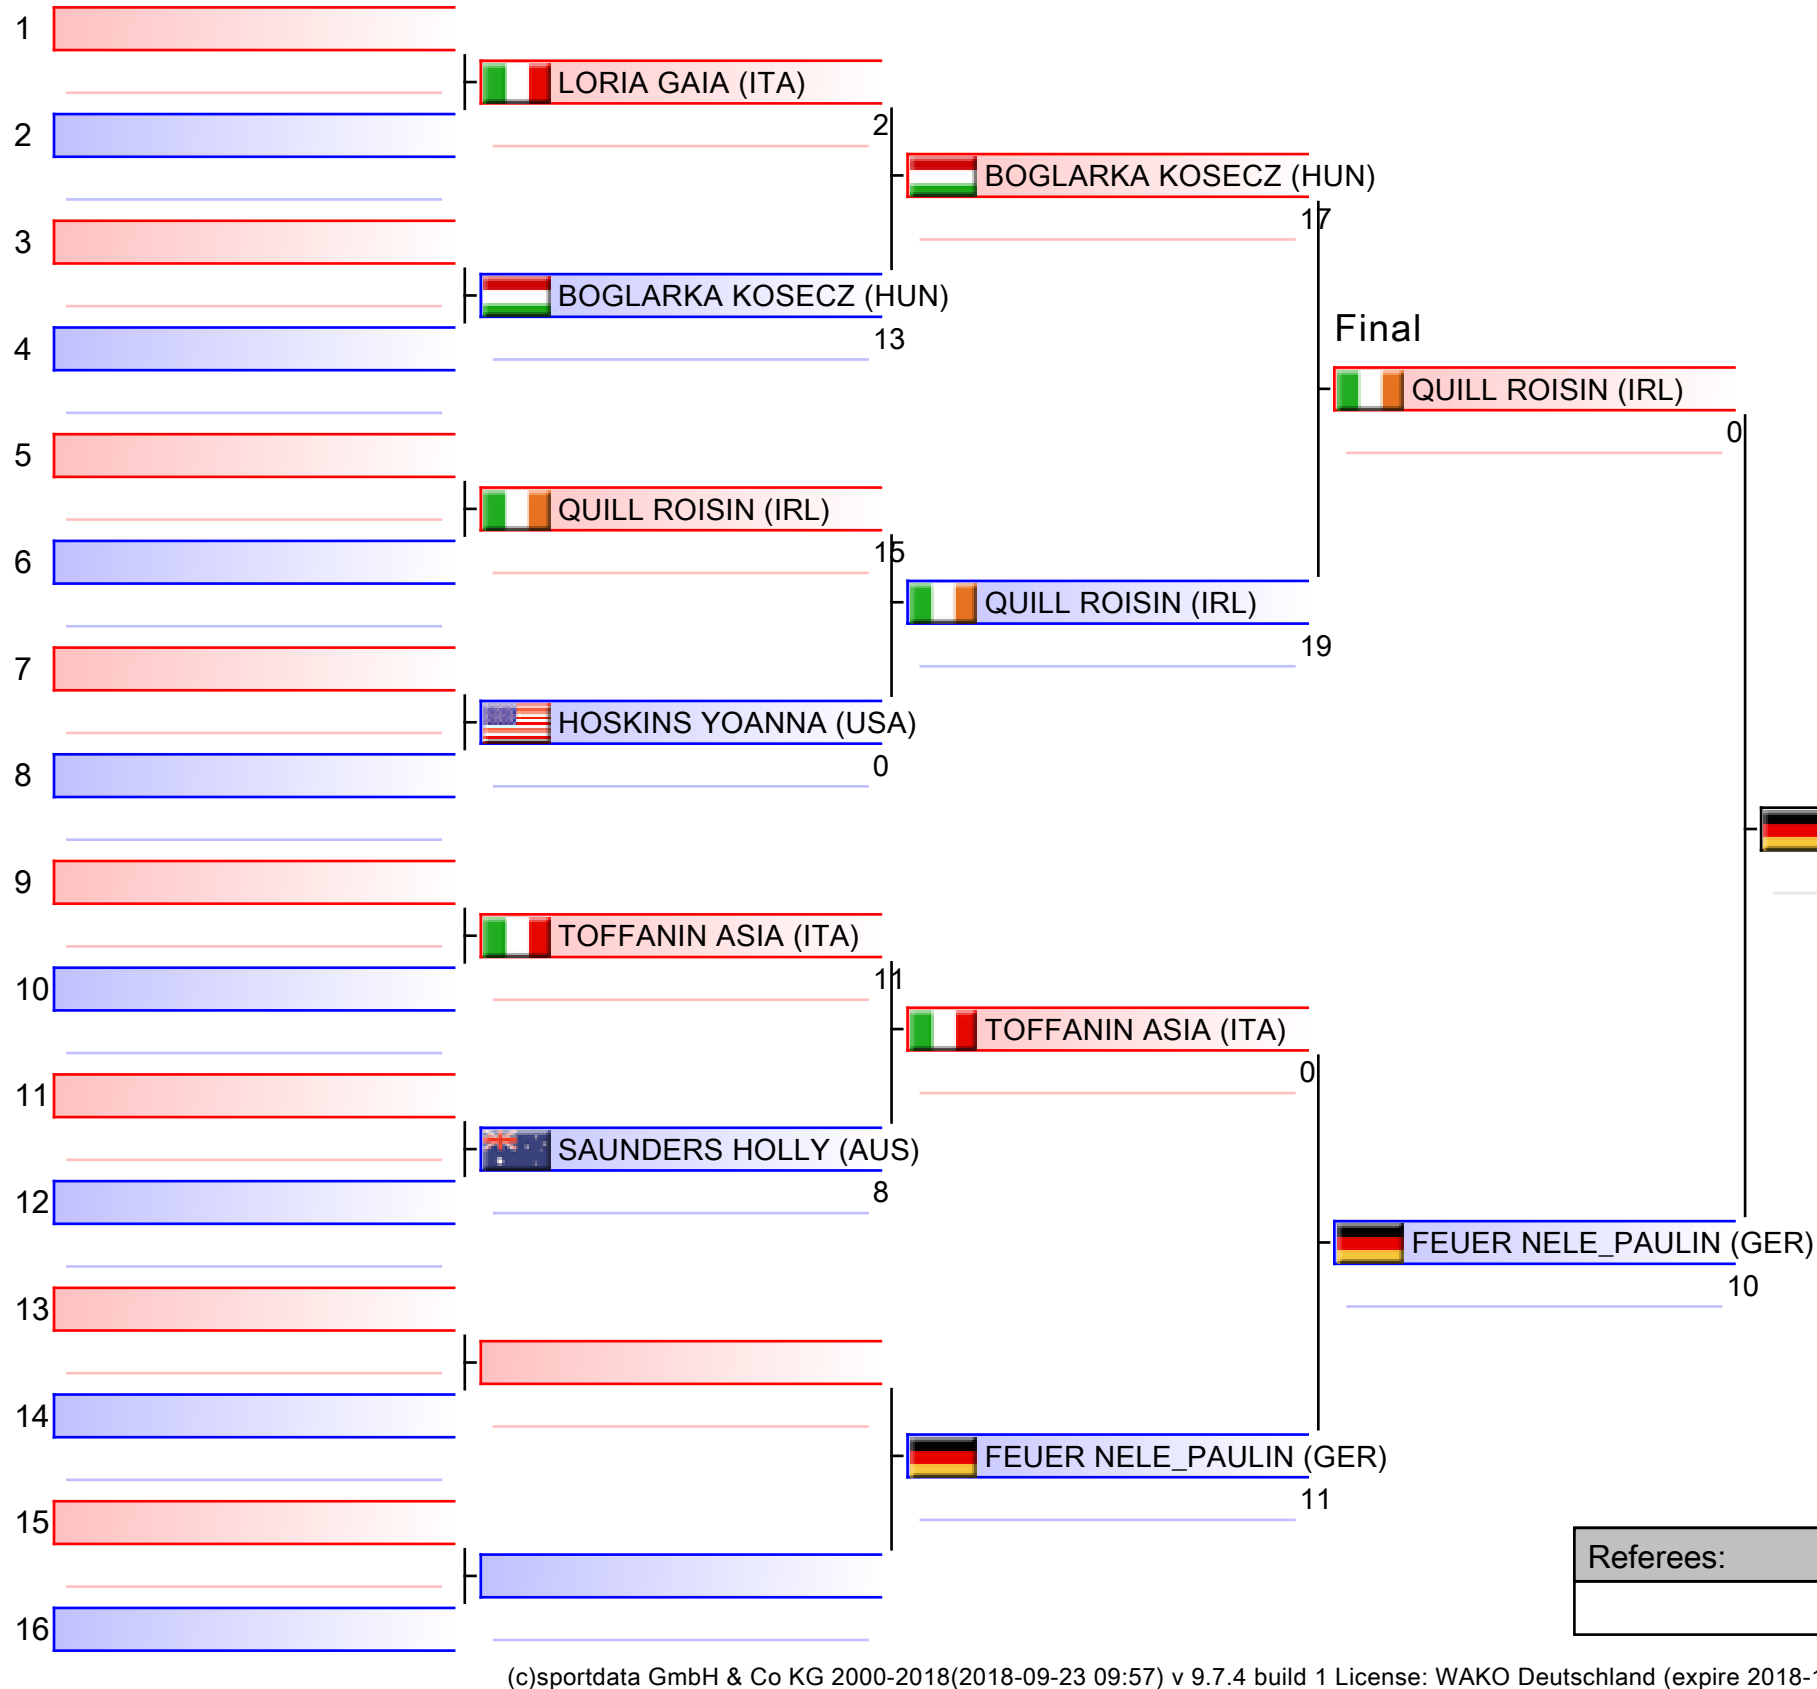 1
LORIA GAIA (ITA)
2
2
BOGLARKA KOSECZ (HUN)
17
3
BOGLARKA KOSECZ (HUN)
13
4
Final
QUILL ROISIN (IRL)
0
5
QUILL ROISIN (IRL)
15
6
QUILL ROISIN (IRL)
19
7
HOSKINS YOANNA (USA)
0
8
9
TOFFANIN ASIA (ITA)
11
10
TOFFANIN ASIA (ITA)
0
11
SAUNDERS HOLLY (AUS)
8
12
FEUER NELE_PAULIN (GER)
10
13
14
FEUER NELE_PAULIN (GER)
11
15
Referees:
16
(c)sportdata GmbH & Co KG 2000-2018(2018-09-23 09:57) v 9.7.4 build 1 License: WAKO Deutschland (expire 2018-